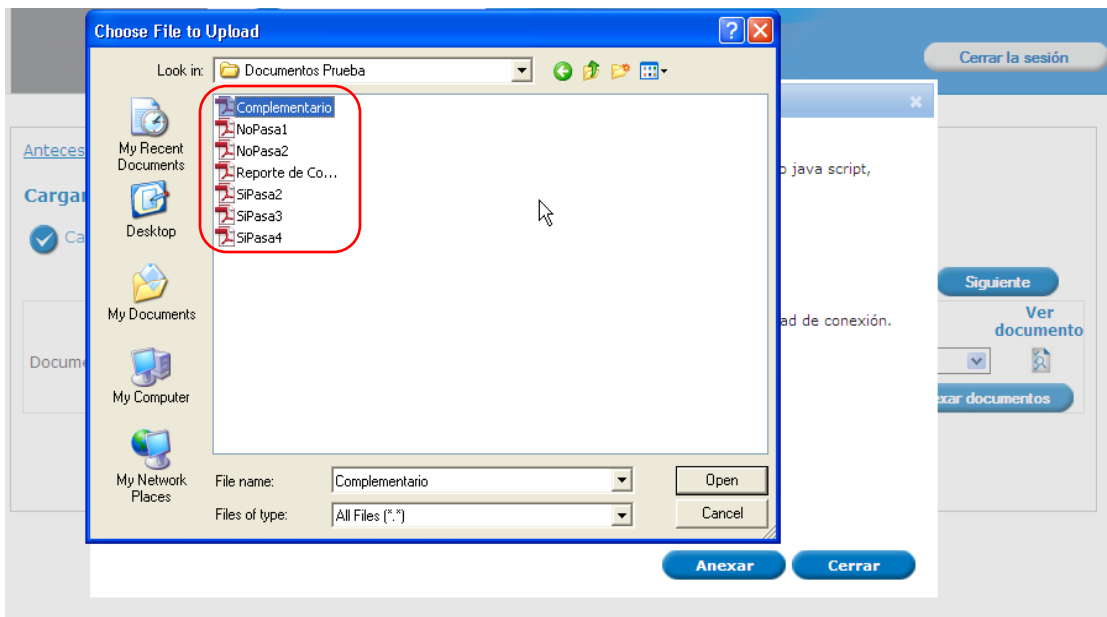 Choose File to Upload
Cerrar la sesión
Look in:
Documentos Prueba
My Recent Documents
Desktop
My Documents
My Computer
My Network Places
Complementario
NoPasa1
NoPasa2
Reporte de Co...
SiPasa2
SiPasa3
SiPasa4
File name:
Complementario
Open
Files of type:
All Files (*.*)
Cancel
Anteces
Cargar
Ca
java script,
Siguiente
Ver
documento
ad de conexión.
Docume
xar documentos
Anexar
Cerrar